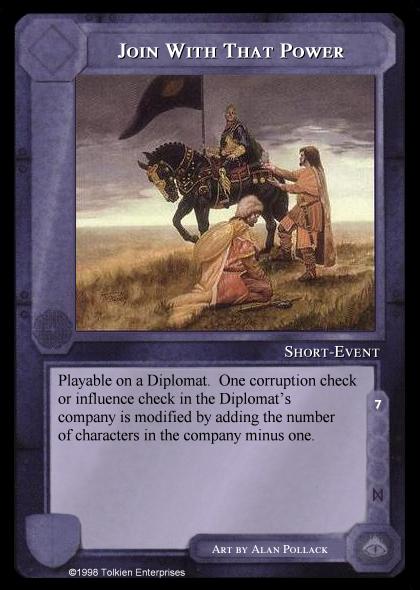 Join With That Power
Short-Event
Playable on a Diplomat. One corruption check
or influence check in the Diplomat's
company is modified by adding the number
of characters in the company minus one.
7
Art by Alan Pollack
©1998 Tolkien Enterprises